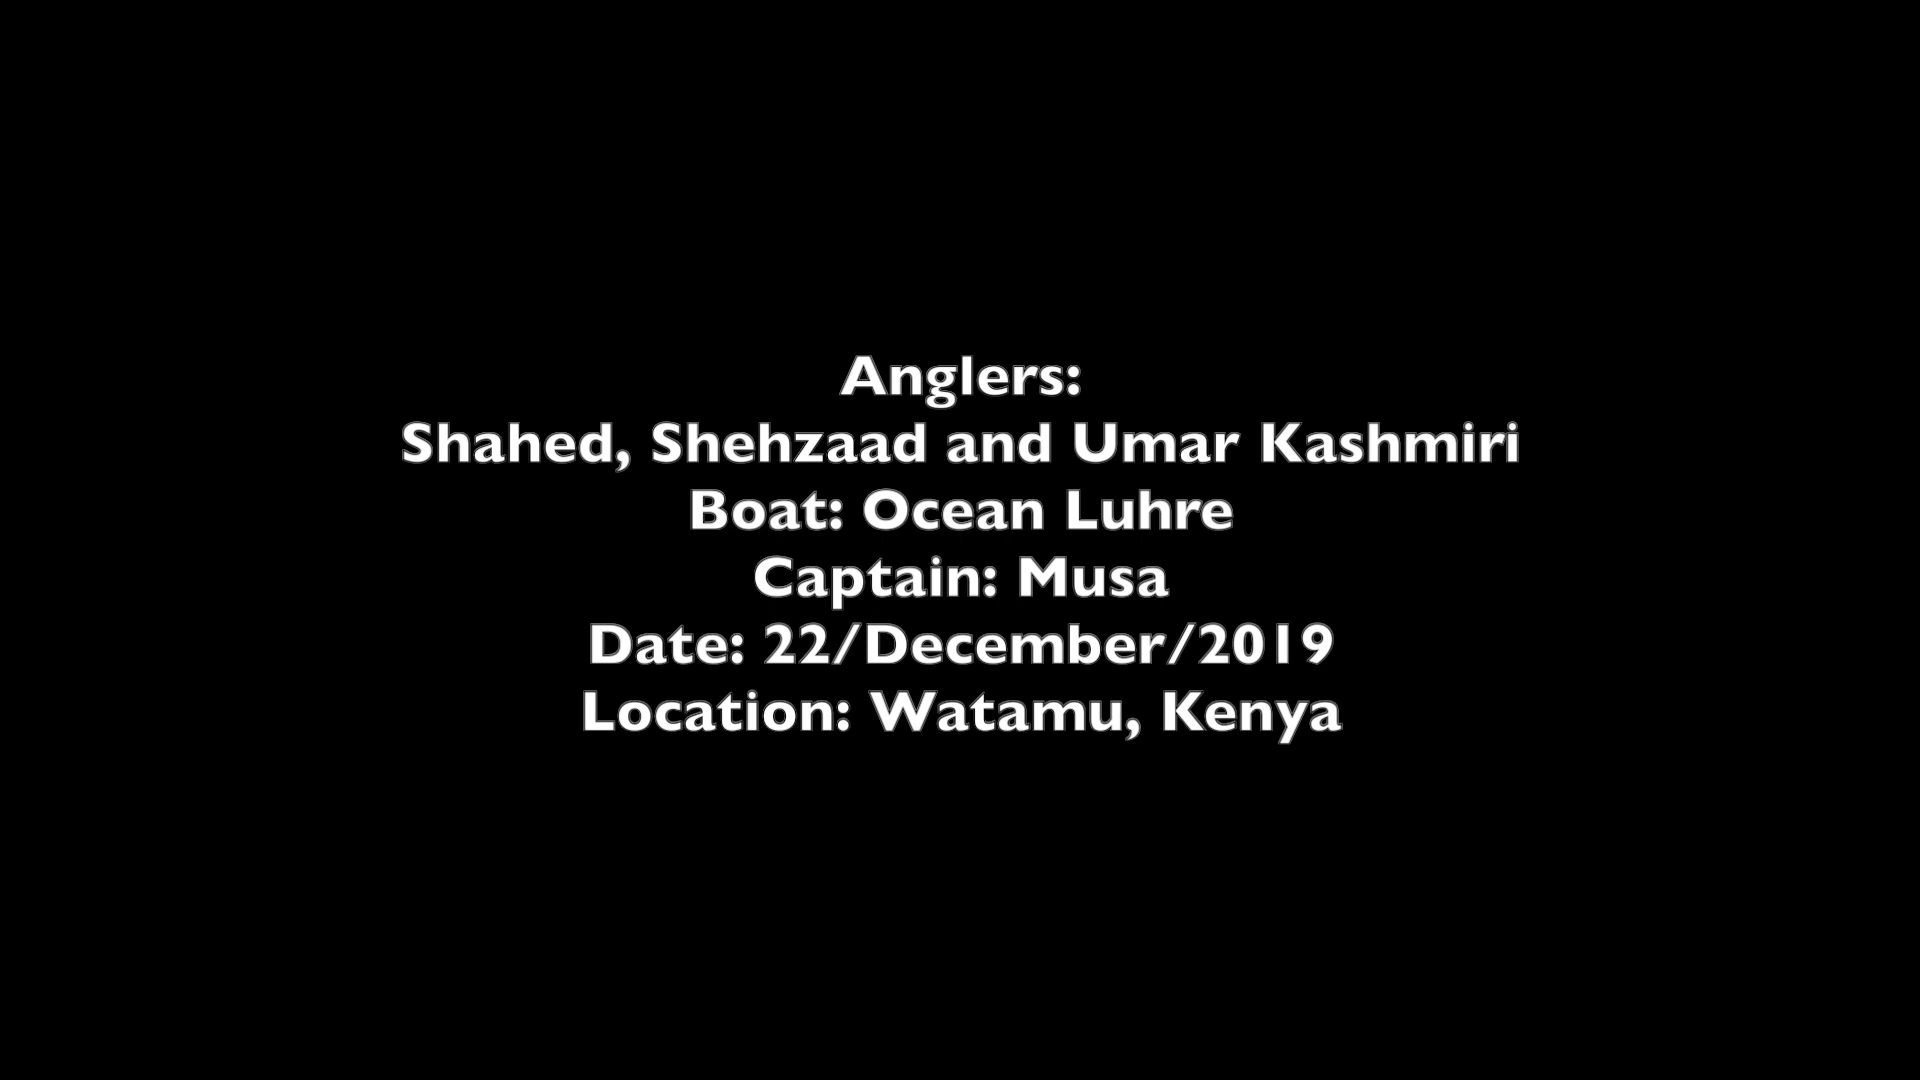 Anglers:
Shahed, Shehzaad and Umar Kashmiri
Boat: Ocean Luhre
Captain: Musa
Date: 22/December/2019
Location: Watamu, Kenya